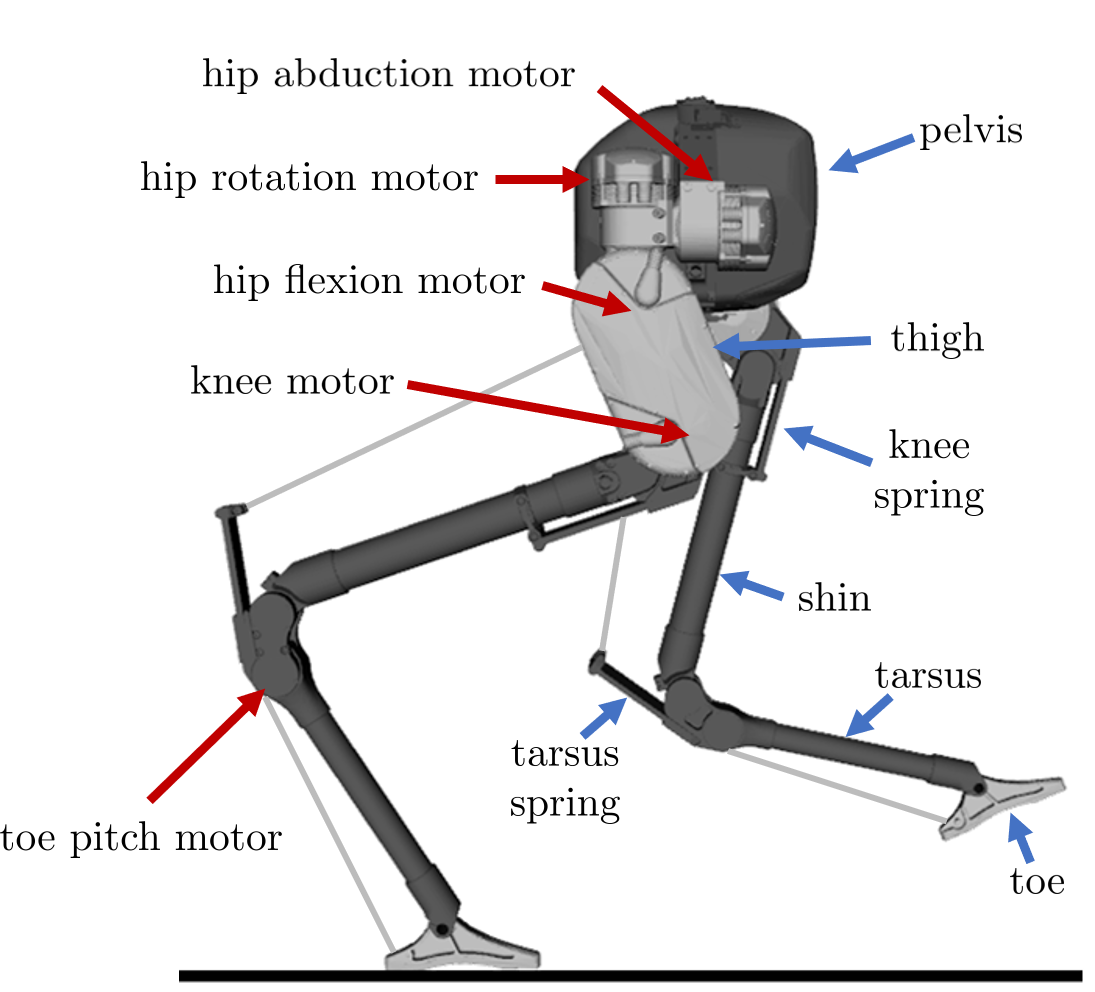 hip abduction motor
pelvis
hip rotation motor
hip flexion motor
thigh
knee motor
knee
spring
shin
tarsus
tarsus
spring
toe pitch motor
toe